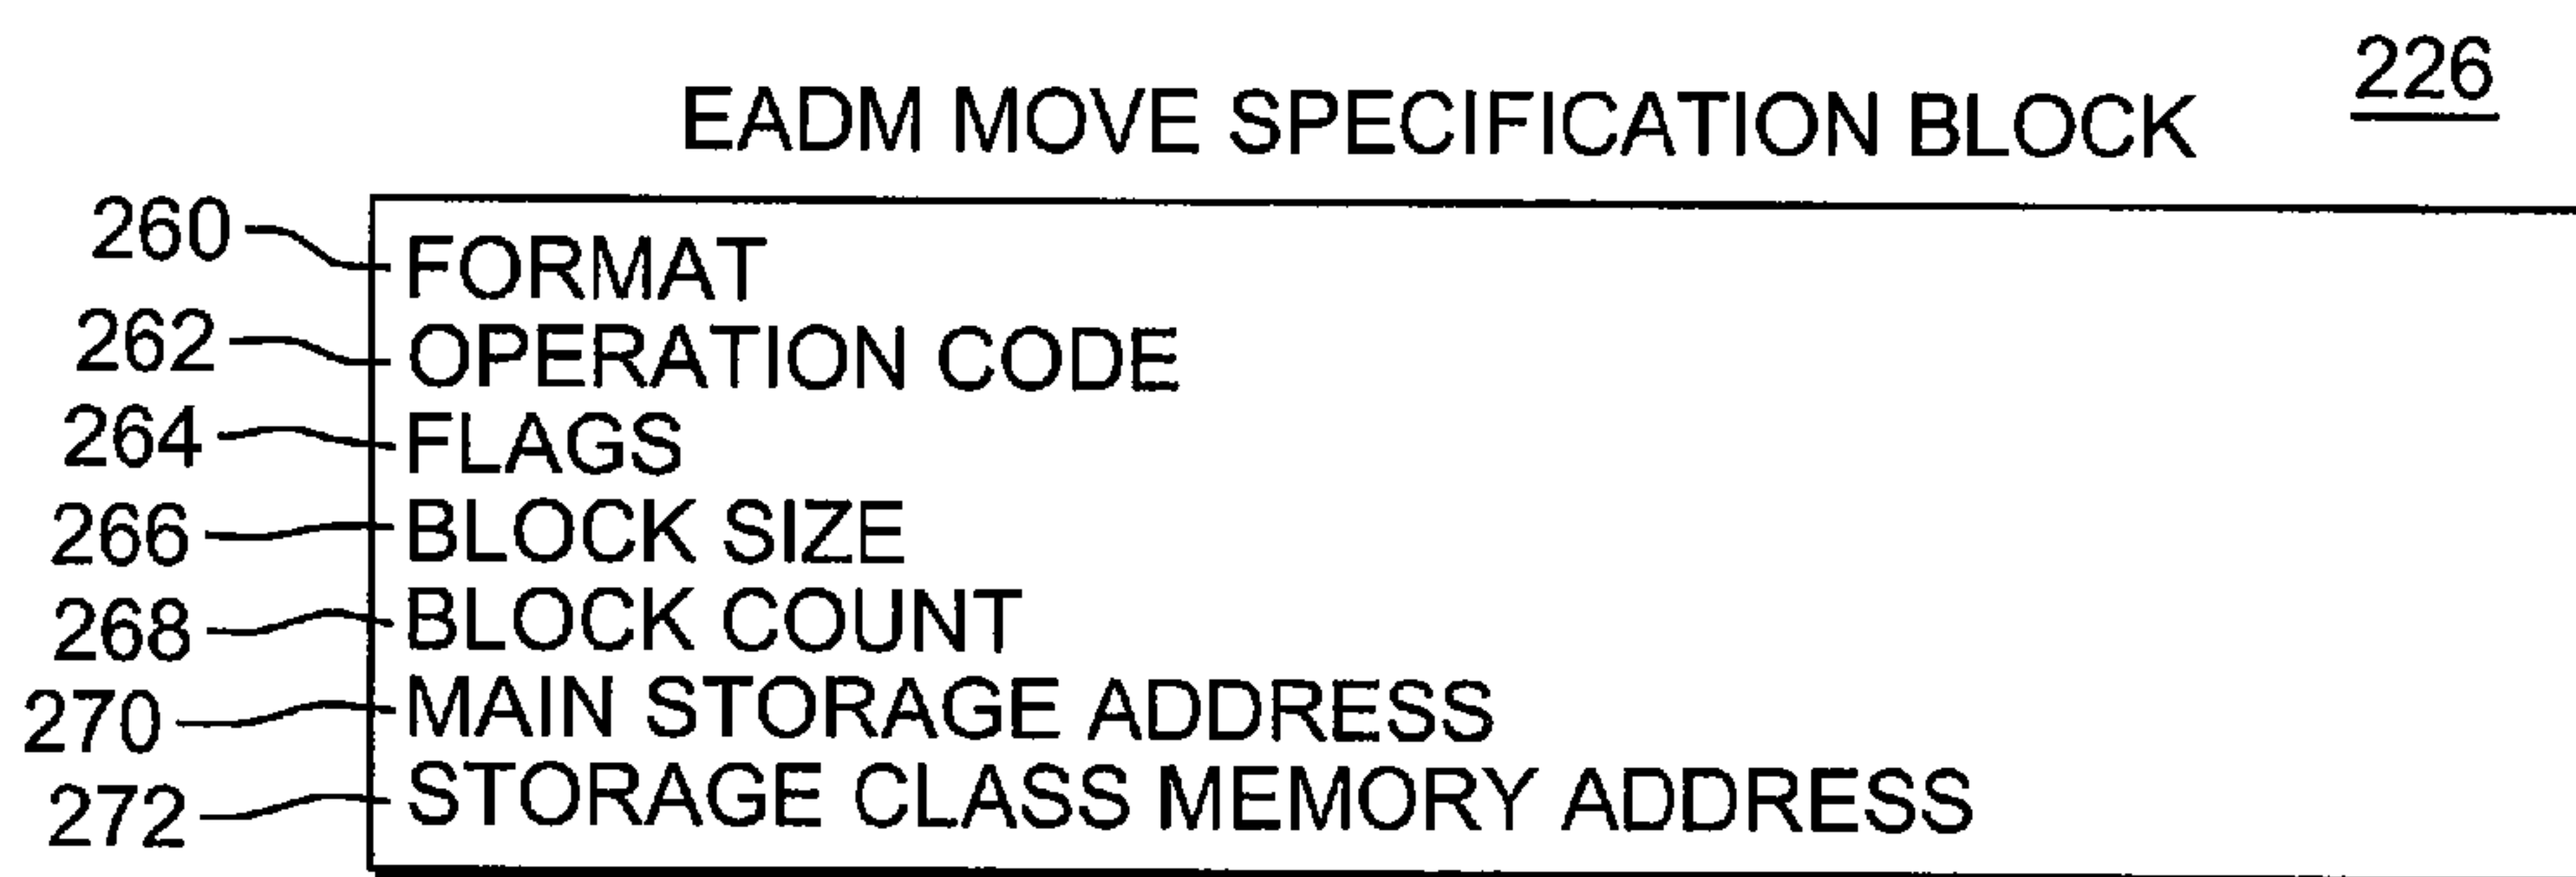 226
EADM MOVE SPECIFICATION BLOCK
260 FORMAT
262 OPERATION CODE
264 FLAGS
266 BLOCK SIZE
268 BLOCK COUNT
270 MAIN STORAGE ADDRESS
272 STORAGE CLASS MEMORY ADDRESS